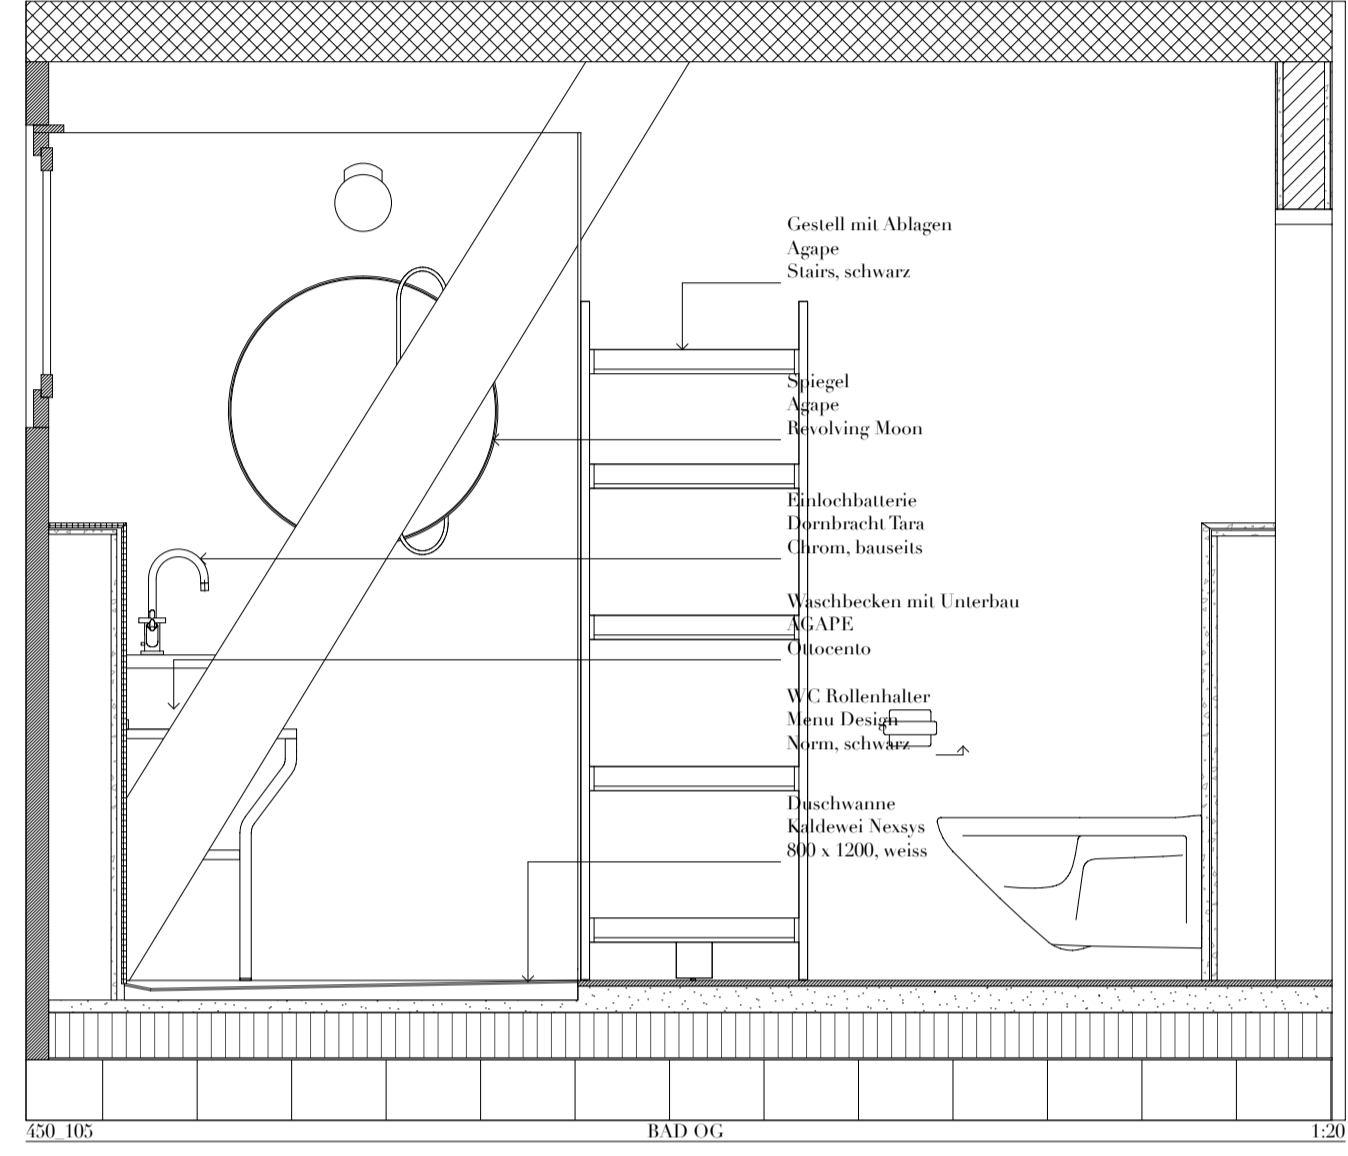 Gestell mit Ablagen
Agape
Stairs, schwarz
Spiegel
Agape
Revolving Moon
Einlochbatterie
Dornbracht Tara
Chrom, bauseits
Waschbecken mit Unterbau
AGAPE
Ottocento
WC Rollenhalter
Menu Design
Norm, schwarz
Duschwanne
Kaldewei Nexsys
800 x 1200, weiss
450_105 BAD OG 1:20